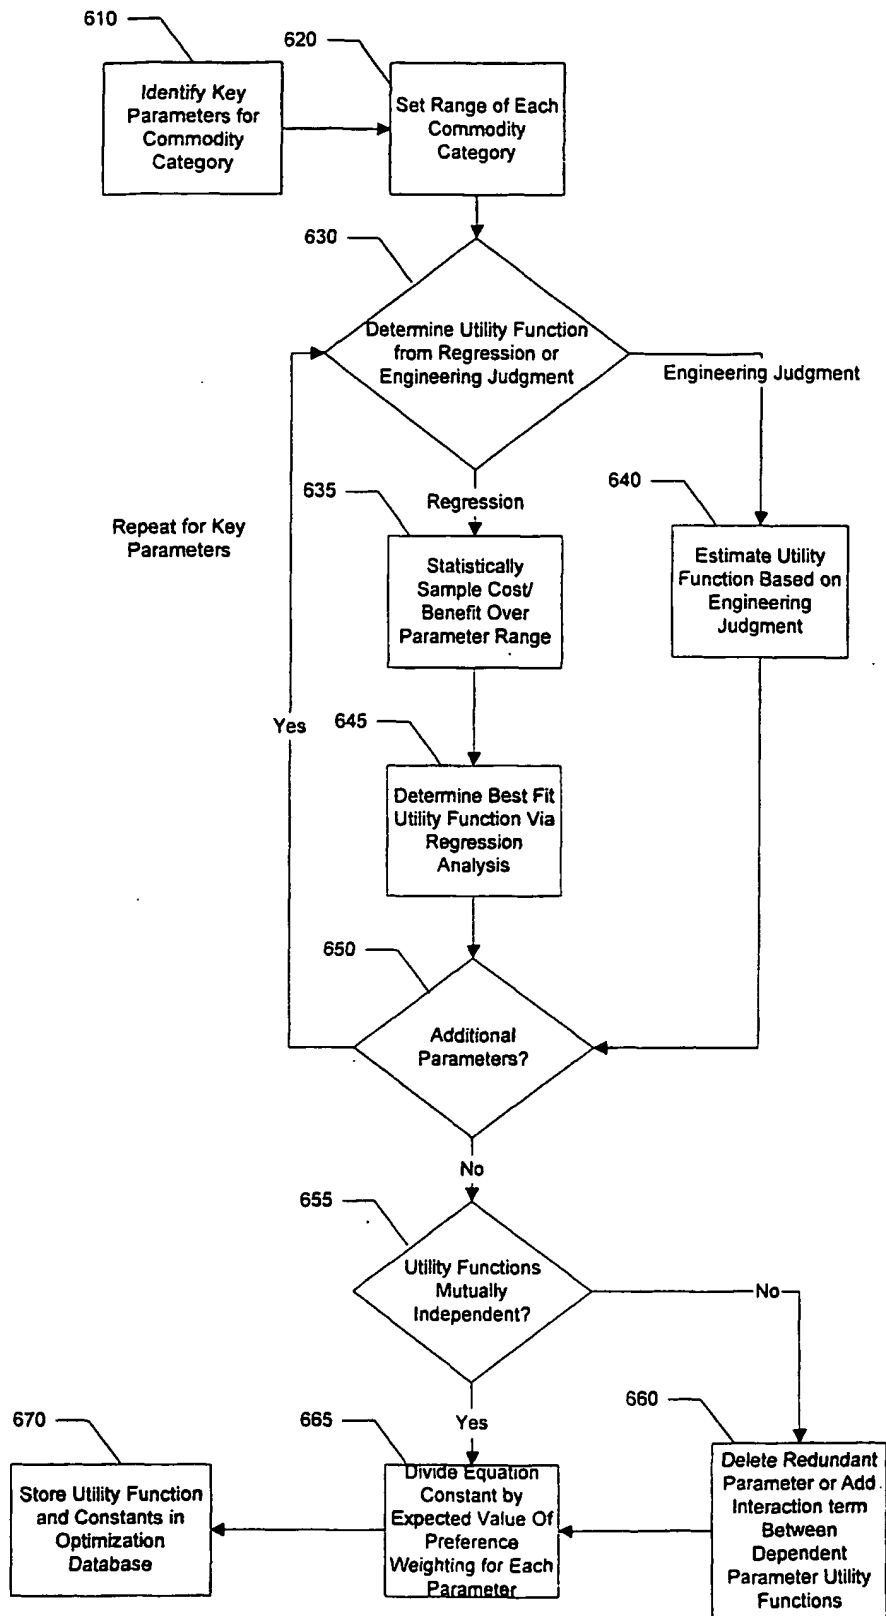 610
Identify Key
Parameters for
Commodity
Category
620
Set Range of Each
Commodity
Category
630
Determine Utility Function
from Regression or
Engineering Judgment
Engineering Judgment
635
Regression
640
Repeat for Key
Parameters
Statistically
Sample Cost/
Benefit Over
Parameter Range
Estimate Utility
Function Based on
Engineering
Judgment
Yes
645
Determine Best Fit
Utility Function Via
Regression
Analysis
650
Additional
Parameters?
No
655
Utility Functions
Mutually
Independent?
No
Yes
670
Store Utility Function
and Constants in
Optimization
Database
665
Divide Equation
Constant by
Expected Value Of
Preference
Weighting for Each
Parameter
660
Delete Redundant
Parameter or Add
Interaction term
Between
Dependent
Parameter Utility
Functions